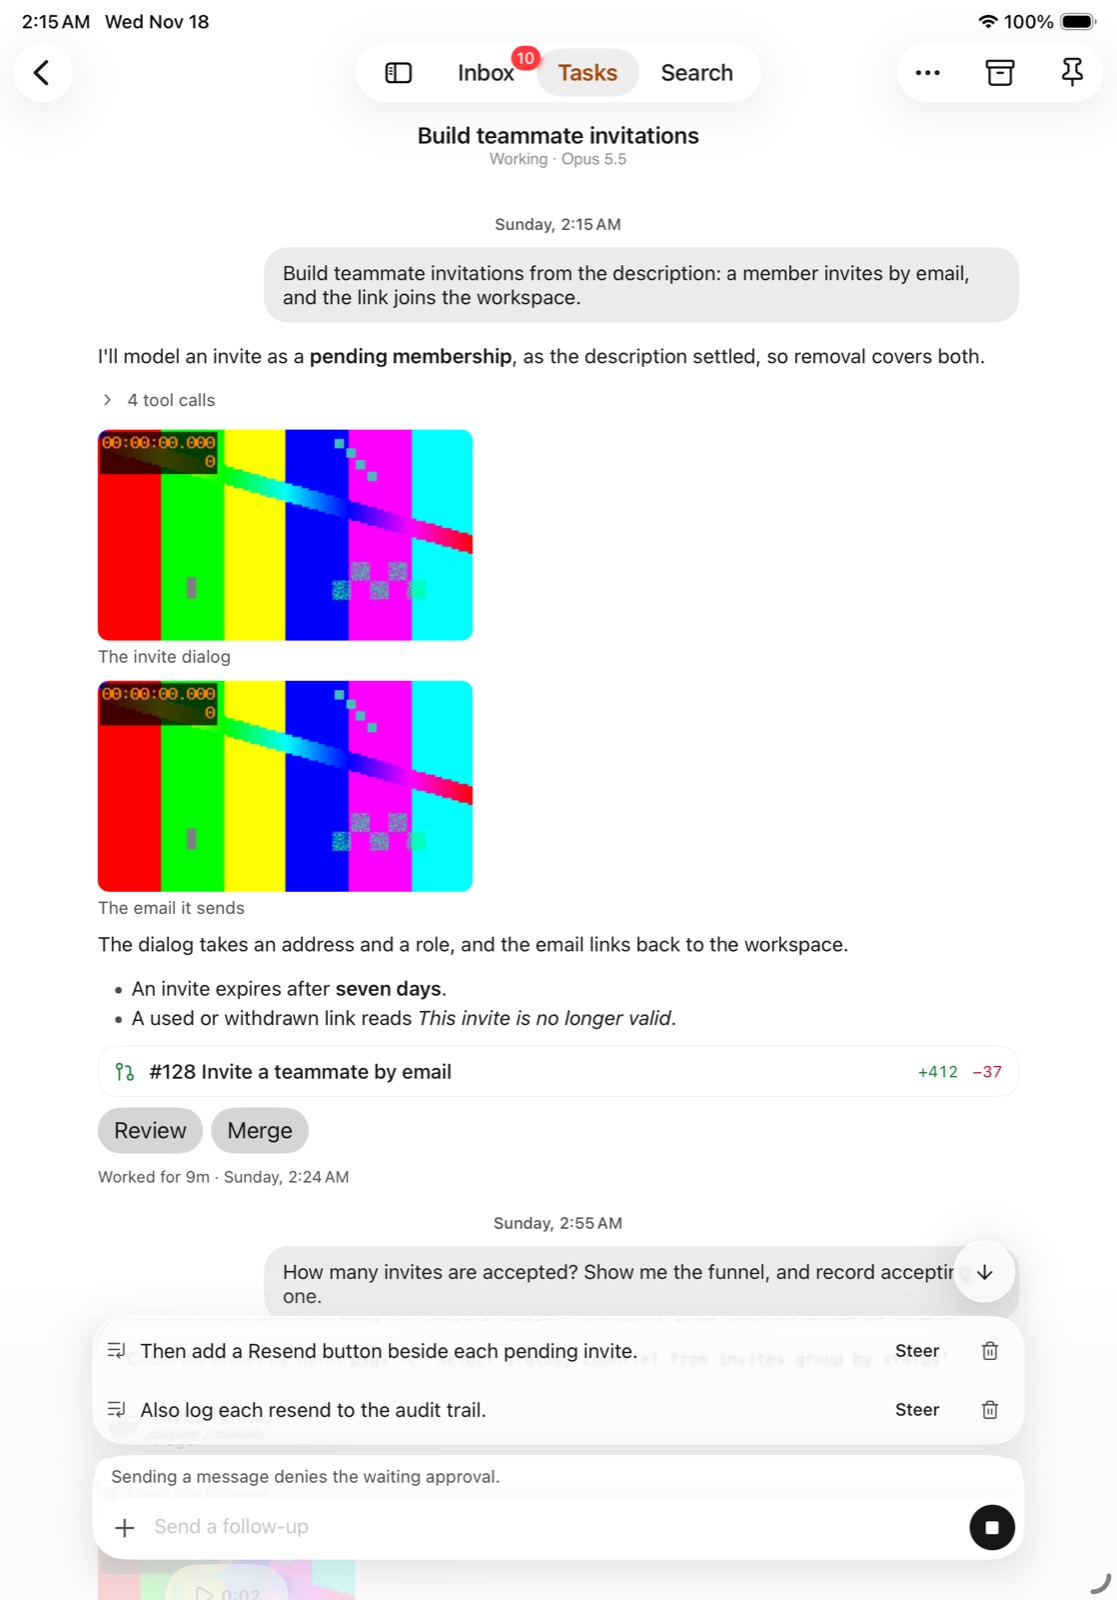 2:15 AM Wed Nov 18
100%
Inbox 10 Tasks Search
Build teammate invitations
Working · Opus 5.5
Sunday, 2:15 AM
Build teammate invitations from the description: a member invites by email,
and the link joins the workspace.
I'll model an invite as a pending membership, as the description settled, so removal covers both.
4 tool calls
00:00:00.000
0
The invite dialog
00:00:00.000
0
The email it sends
The dialog takes an address and a role, and the email links back to the workspace.
• An invite expires after seven days.
• A used or withdrawn link reads This invite is no longer valid.
#128 Invite a teammate by email +412 −37
Review Merge
Worked for 9m · Sunday, 2:24 AM
Sunday, 2:55 AM
How many invites are accepted? Show me the funnel, and record
one.
Then add a Resend button beside each pending invite. Steer
Also log each resend to the audit trail. Steer
Sending a message denies the waiting approval.
Send a follow-up
0:02